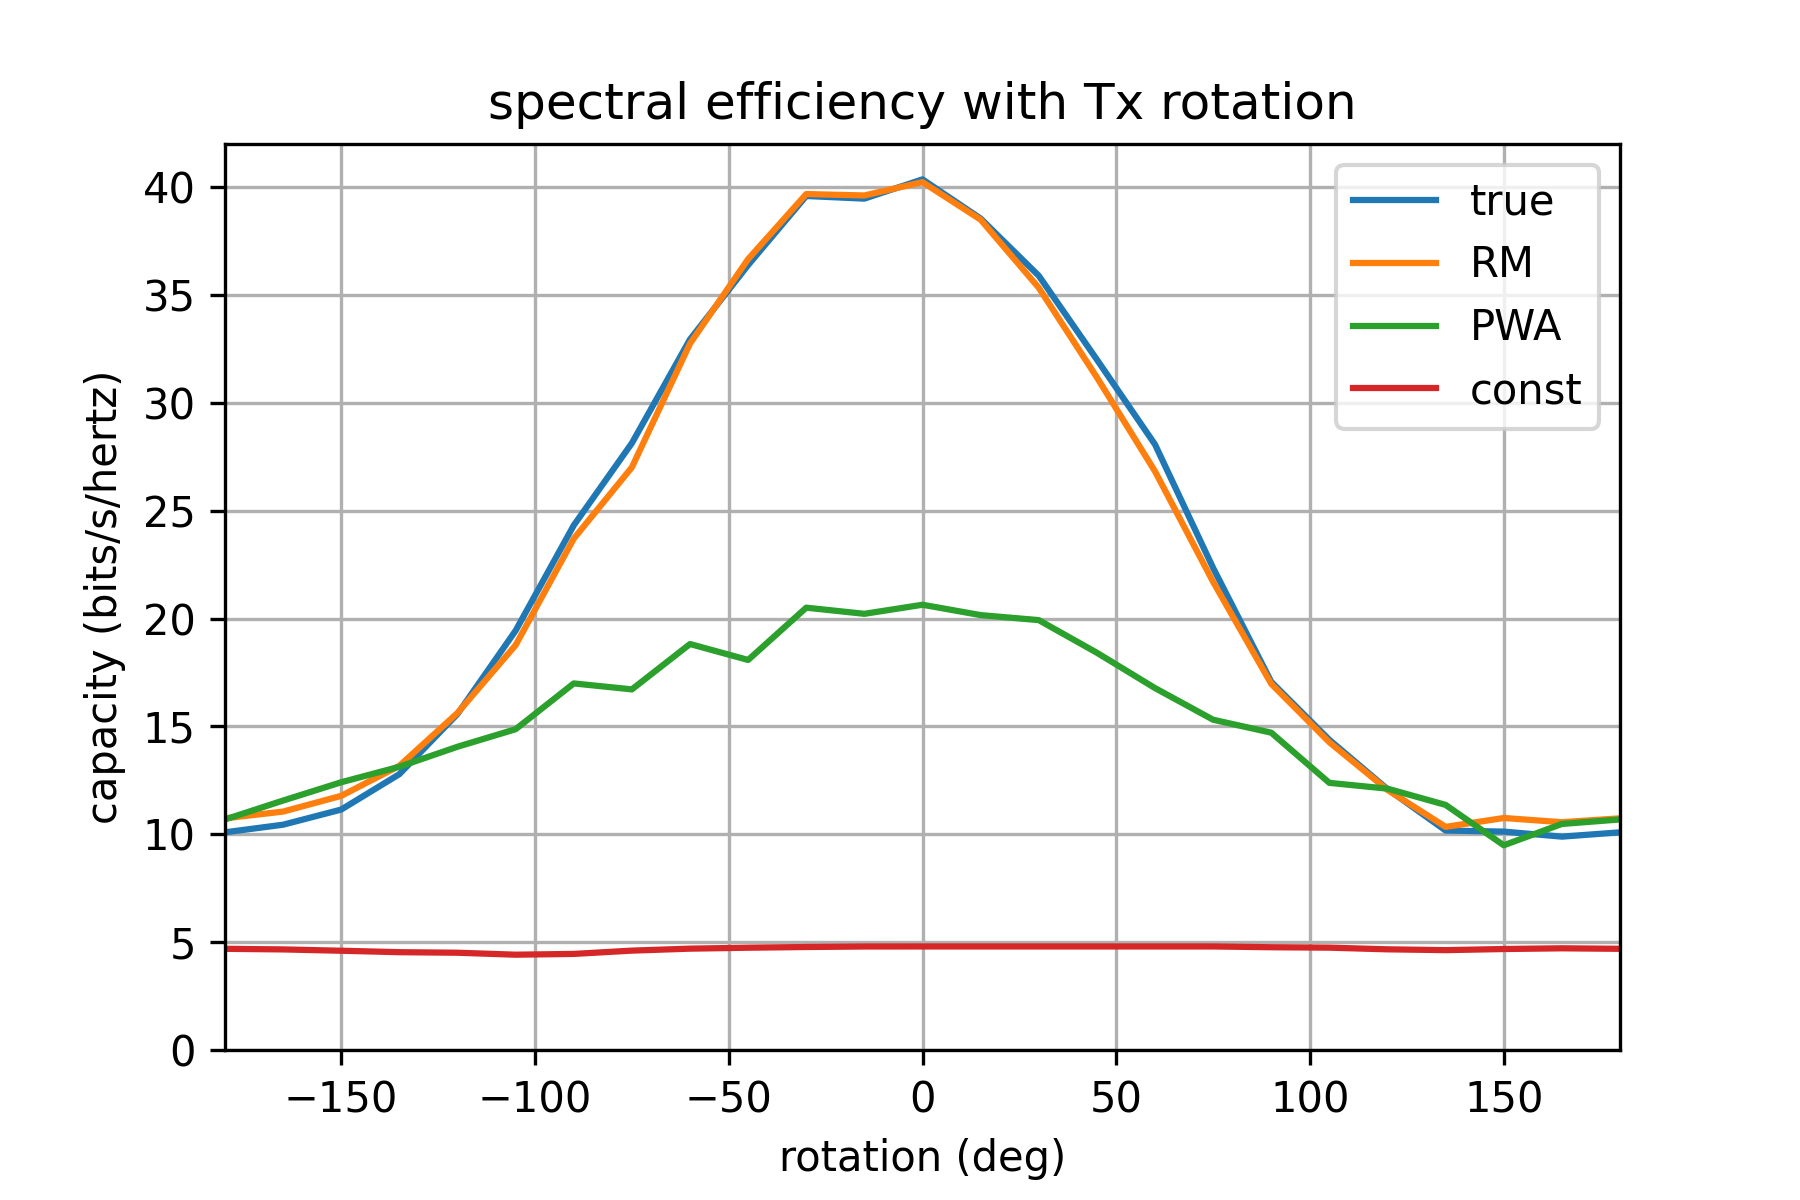 spectral efficiency with Tx rotation
40
35
30
25
20
15
10
5
0
capacity (bits/s/hertz)
true
RM
PWA
const
−150 −100 −50 0 50 100 150
rotation (deg)